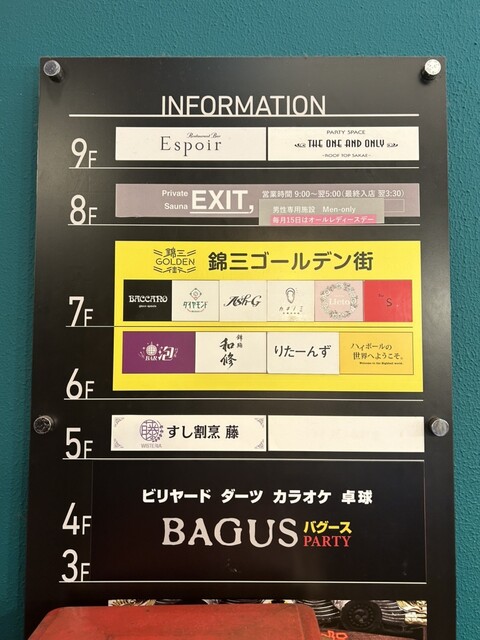 INFORMATION
9F
Restaurant Bar
Espoir
PARTY SPACE
THE ONE AND ONLY
ROOF TOP SAKAE
8F
Private Sauna
EXIT,
営業時間 9:00〜翌5:00(最終入店 翌3:30)
男性専用施設 Men-only
毎月15日はオールレディースデー
錦三 GOLDEN 街
錦三ゴールデン街
7F
BACCARO
ダイヤモンド
Ash-G
S
6F
BAR 泡
和修
りたーんず
ハイボールの
世界へようこそ。
5F
すし割烹 藤
4F
ビリヤード ダーツ カラオケ 卓球
BAGUS バグース PARTY
3F